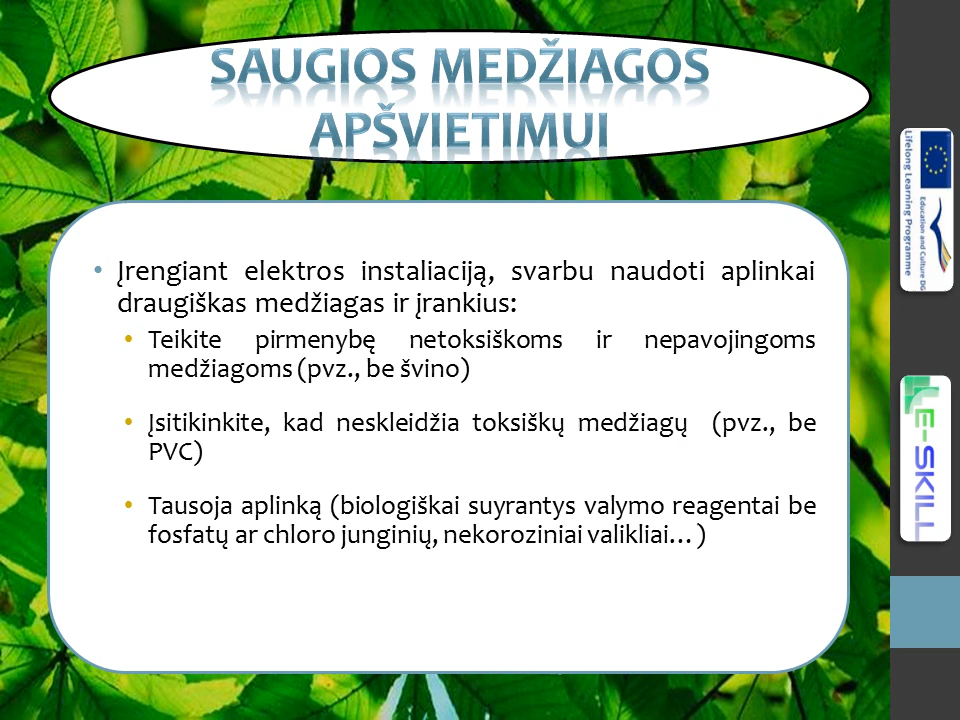 SAUGIOS MEDŽIAGOS
APŠVIETIMUI
• Įrengiant elektros instaliaciją, svarbu naudoti aplinkai
draugiškas medžiagas ir įrankius:
• Teikite pirmenybę netoksiškoms ir nepavojingoms
medžiagoms (pvz., be švino)
• Įsitikinkite, kad neskleidžia toksiškų medžiagų (pvz., be
PVC)
• Tausoja aplinką (biologiškai suyrantys valymo reagentai be
fosfatų ar chloro junginių, nekoroziniai valikliai…)
Education and Culture DG
Lifelong Learning Programme
E-SKILL